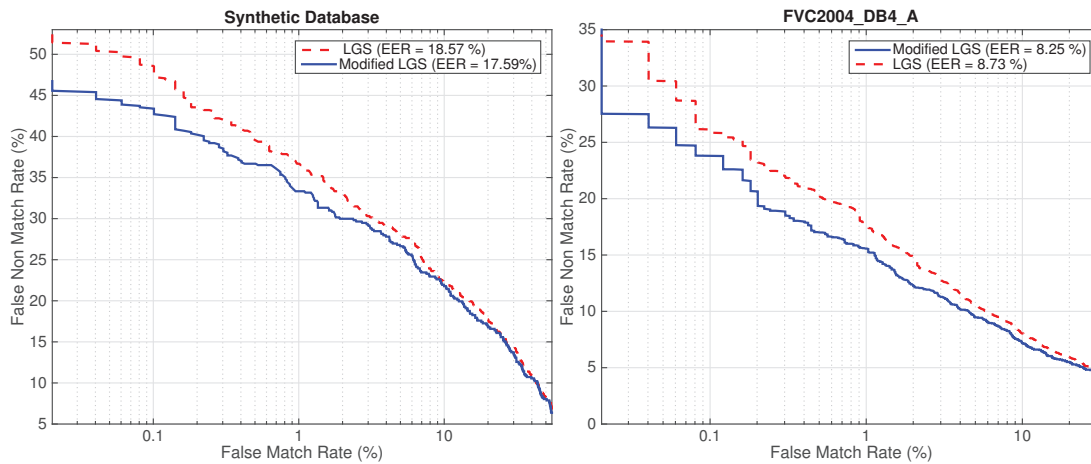 Synthetic Database
LGS (EER = 18.57 %)
Modified LGS (EER = 17.59%)
False Non Match Rate (%)
50
45
40
35
30
25
20
15
10
5
0.1
1
10
False Match Rate (%)
FVC2004_DB4_A
Modified LGS (EER = 8.25 %)
LGS (EER = 8.73 %)
False Non Match Rate (%)
35
30
25
20
15
10
5
0
0.1
1
10
False Match Rate (%)